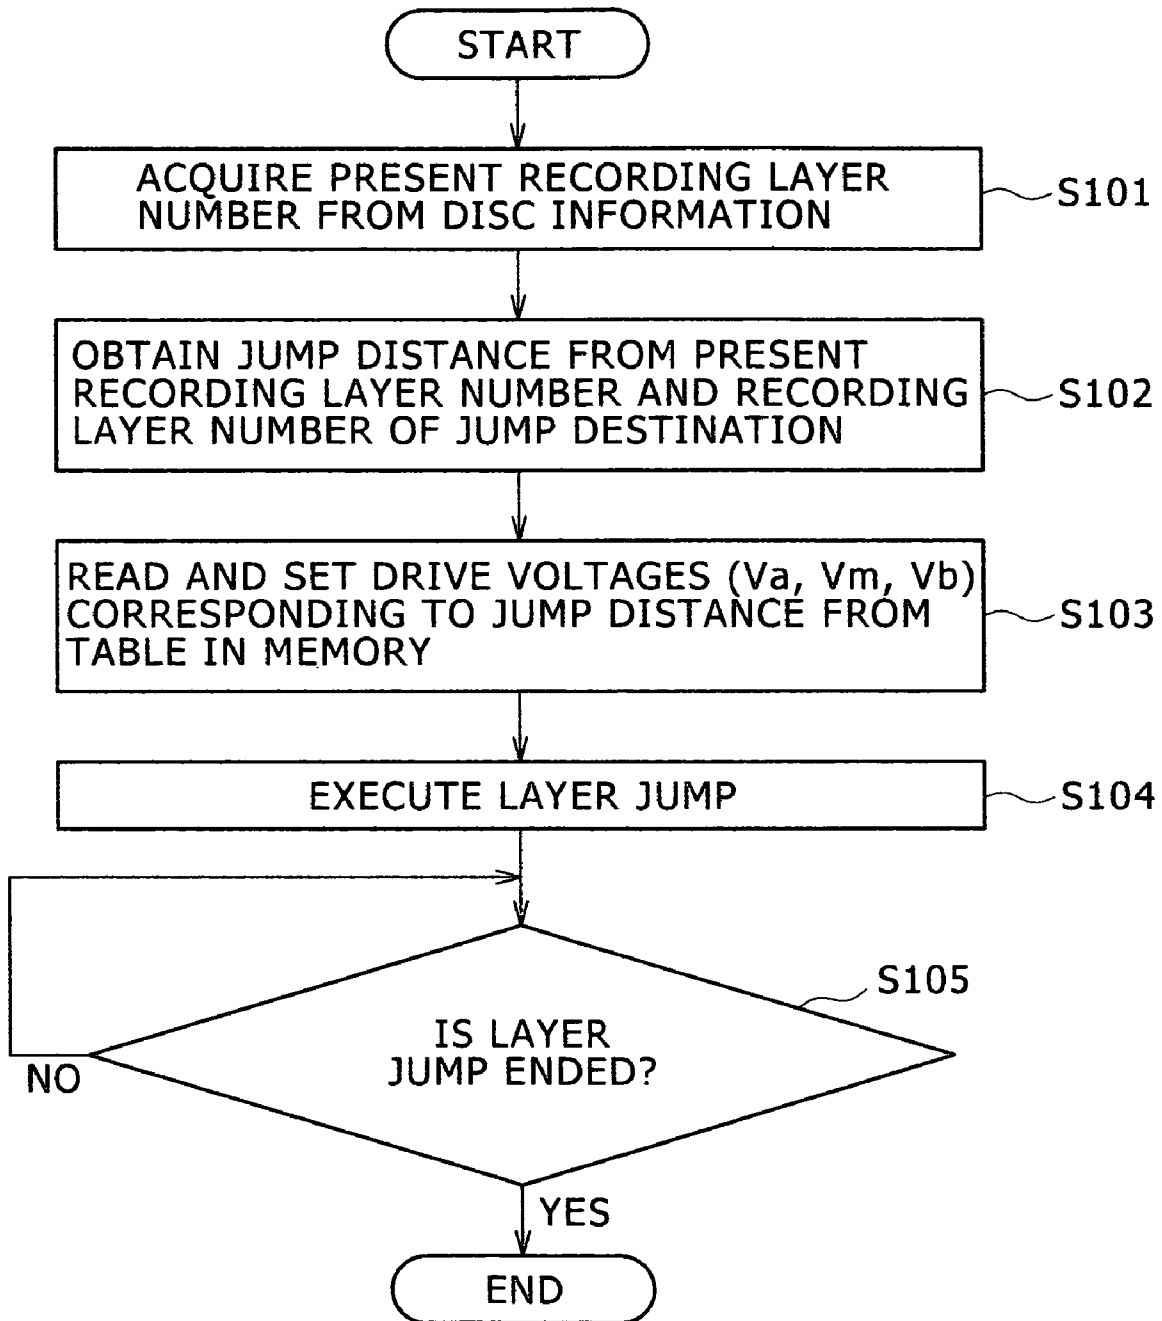 START
ACQUIRE PRESENT RECORDING LAYER
NUMBER FROM DISC INFORMATION
S101
OBTAIN JUMP DISTANCE FROM PRESENT
RECORDING LAYER NUMBER AND RECORDING
LAYER NUMBER OF JUMP DESTINATION
S102
READ AND SET DRIVE VOLTAGES (Va, Vm, Vb)
CORRESPONDING TO JUMP DISTANCE FROM
TABLE IN MEMORY
S103
EXECUTE LAYER JUMP
S104
S105
IS LAYER
JUMP ENDED?
NO
YES
END